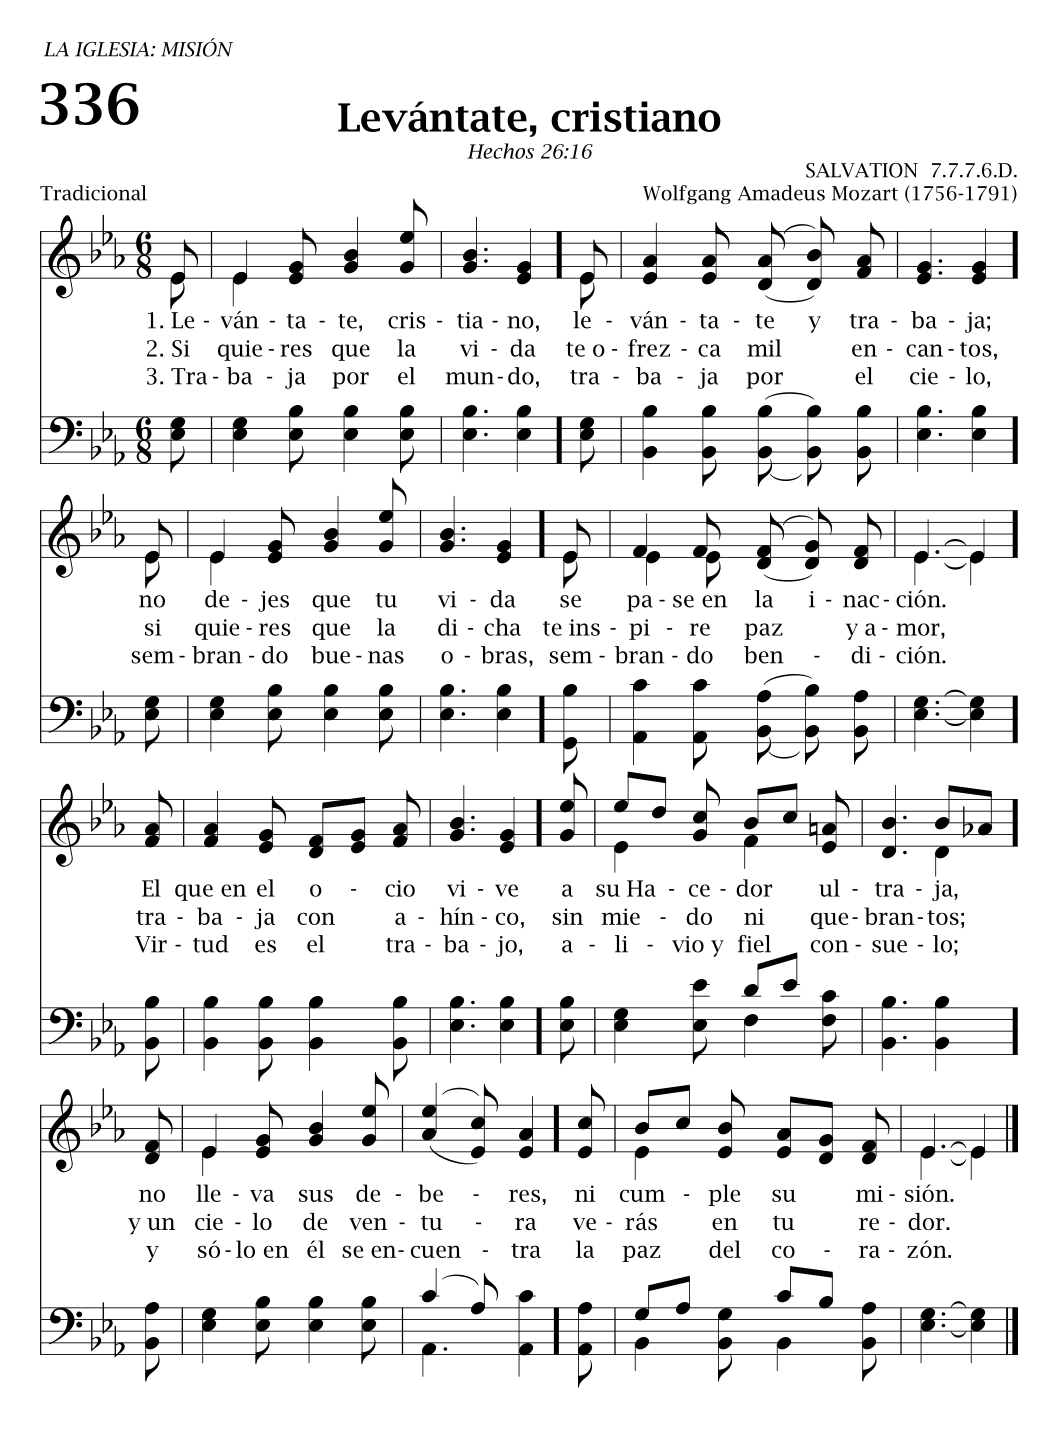 LA IGLESIA: MISIÓN
336
Levántate, cristiano
Hechos 26:16
SALVATION 7.7.7.6.D.
Tradicional Wolfgang Amadeus Mozart (1756-1791)
6 8
1. Le - ván - ta - te, cris - tia - no, le - ván - ta - te y tra - ba - ja;
2. Si quie - res que la vi - da te o - frez - ca mil en - can - tos,
3. Tra - ba - ja por el mun - do, tra - ba - ja por el cie - lo,
6 8
no de - jes que tu vi - da se pa - se en la i - nac - ción.
si quie - res que la di - cha te ins - pi - re paz y a - mor,
sem - bran - do bue - nas o - bras, sem - bran - do ben - di - ción.
El que en el o - cio vi - ve a su Ha - ce - dor ul - tra - ja,
tra - ba - ja con a - hín - co, sin mie - do ni que - bran - tos;
Vir - tud es el tra - ba - jo, a - li - vio y fiel con - sue - lo;
no lle - va sus de - be - res, ni cum - ple su mi - sión.
y un cie - lo de ven - tu - ra ve - rás en tu re - dor.
y só - lo en él se en - cuen - tra la paz del co - ra - zón.